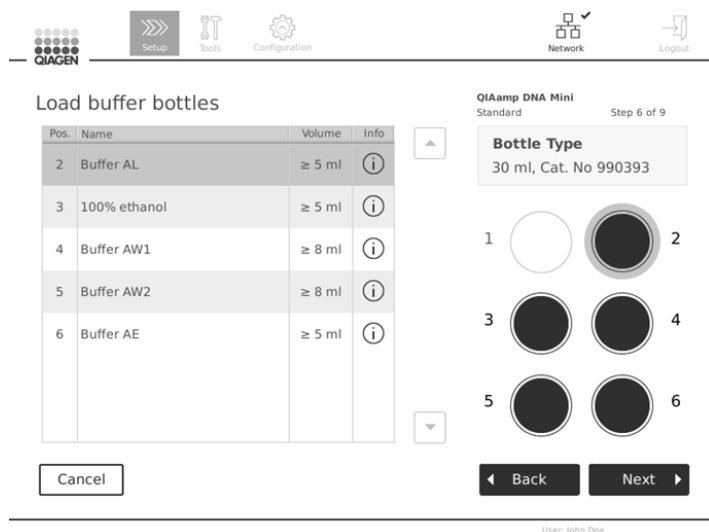 QIAGEN
Setup
Tools
Configuration
Network
Logout
Load buffer bottles
Pos. Name Volume Info
2 Buffer AL ≥ 5 ml i
3 100% ethanol ≥ 5 ml i
4 Buffer AW1 ≥ 8 ml i
5 Buffer AW2 ≥ 8 ml i
6 Buffer AE ≥ 5 ml i
QIAamp DNA Mini
Standard Step 6 of 9
Bottle Type
30 ml, Cat. No 990393
1 2
3 4
5 6
Cancel
Back
Next
User: John Doe